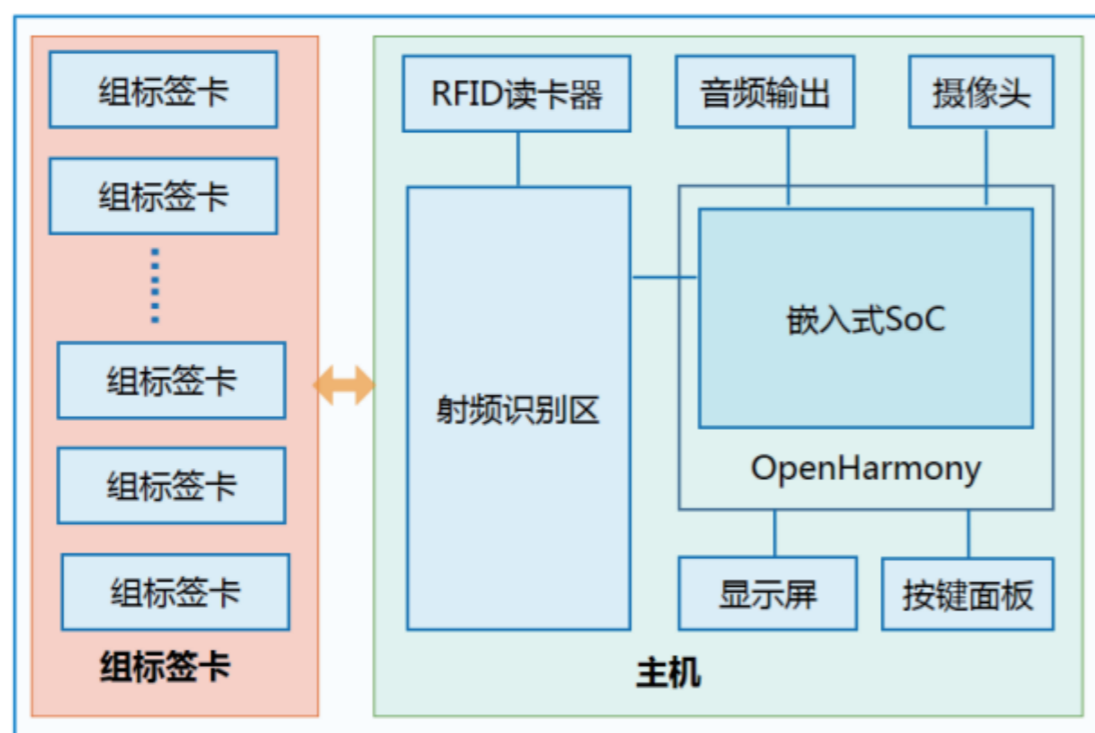 组标签卡
组标签卡
组标签卡
组标签卡
组标签卡
组标签卡
RFID读卡器
音频输出
摄像头
射频识别区
嵌入式SoC
OpenHarmony
显示屏
按键面板
主机